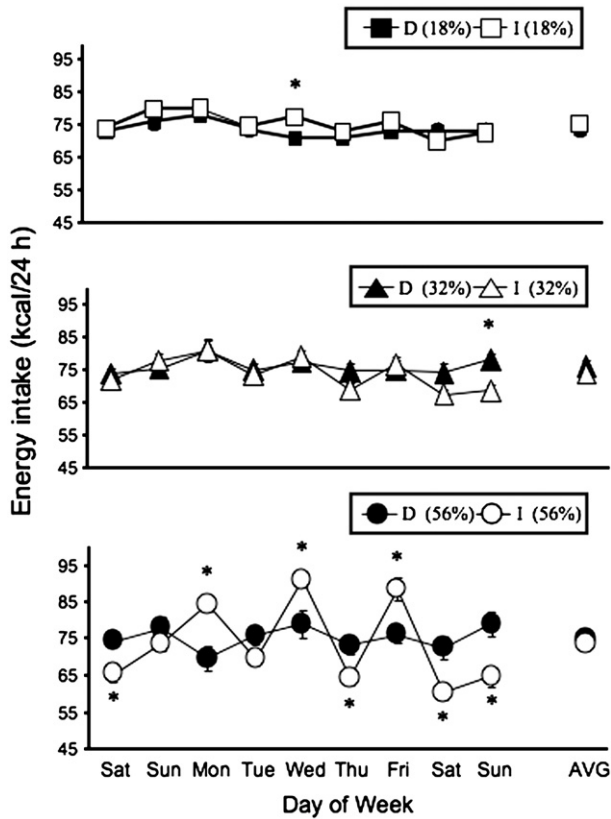 D (18%) I (18%)
95
85
75
65
55
45
*
D (32%) I (32%)
95
85
75
65
55
45
*
D (56%) I (56%)
95
85
75
65
55
45
* * * * * * *
Energy intake (kcal/24 h)
Sat Sun Mon Tue Wed Thu Fri Sat Sun AVG
Day of Week